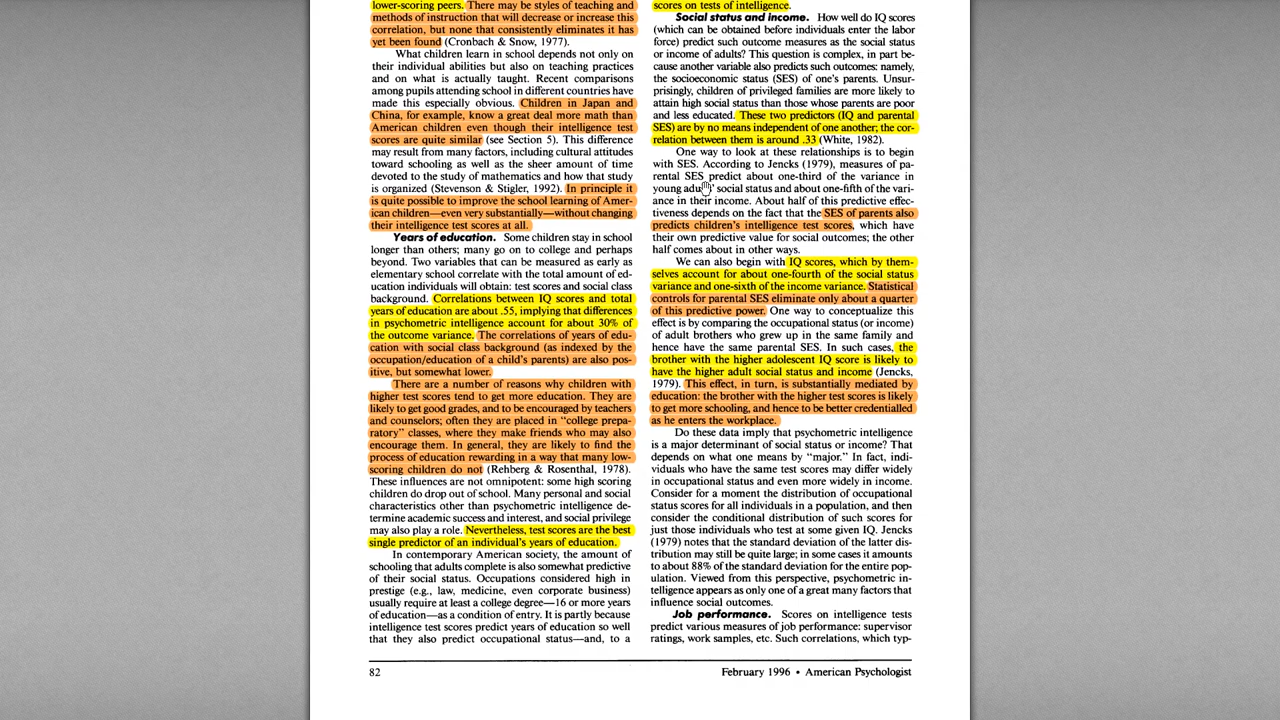 lower-scoring peers. There may be styles of teaching and
methods of instruction that will decrease or increase this
correlation, but none that consistently eliminates it has
yet been found (Cronbach & Snow, 1977).
What children learn in school depends not only on
their individual abilities but also on teaching practices
and on what is actually taught. Recent comparisons
among pupils attending school in different countries have
made this especially obvious. Children in Japan and
China, for example, know a great deal more math than
American children even though their intelligence test
scores are quite similar (see Section 5). This difference
may result from many factors, including cultural attitudes
toward schooling as well as the sheer amount of time
devoted to the study of mathematics and how that study
is organized (Stevenson & Stigler, 1992). In principle it
is quite possible to improve the school learning of Amer-
ican children—even very substantially—without changing
their intelligence test scores at all.
Years of education. Some children stay in school
longer than others; many go on to college and perhaps
beyond. Two variables that can be measured as early as
elementary school correlate with the total amount of ed-
ucation individuals will obtain: test scores and social class
background. Correlations between IQ scores and total
years of education are about .55, implying that differences
in psychometric intelligence account for about 30% of
the outcome variance. The correlations of years of edu-
cation with social class background (as indexed by the
occupation/education of a child's parents) are also pos-
itive, but somewhat lower.
There are a number of reasons why children with
higher test scores tend to get more education. They are
likely to get good grades, and to be encouraged by teachers
and counselors; often they are placed in "college prepa-
ratory" classes, where they make friends who may also
encourage them. In general, they are likely to find the
process of education rewarding in a way that many low-
scoring children do not (Rehberg & Rosenthal, 1978).
These influences are not omnipotent: some high scoring
children do drop out of school. Many personal and social
characteristics other than psychometric intelligence de-
termine academic success and interest, and social privilege
may also play a role. Nevertheless, test scores are the best
single predictor of an individual's years of education.
In contemporary American society, the amount of
schooling that adults complete is also somewhat predictive
of their social status. Occupations considered high in
prestige (e.g., law, medicine, even corporate business)
usually require at least a college degree—16 or more years
of education—as a condition of entry. It is partly because
intelligence test scores predict years of education so well
that they also predict occupational status—and, to a
scores on tests of intelligence.
Social status and income. How well do IQ scores
(which can be obtained before individuals enter the labor
force) predict such outcome measures as the social status
or income of adults? This question is complex, in part be-
cause another variable also predicts such outcomes: namely,
the socioeconomic status (SES) of one's parents. Unsur-
prisingly, children of privileged families are more likely to
attain high social status than those whose parents are poor
and less educated. These two predictors (IQ and parental
SES) are by no means independent of one another; the cor-
relation between them is around .33 (White, 1982).
One way to look at these relationships is to begin
with SES. According to Jencks (1979), measures of pa-
rental SES predict about one-third of the variance in
young adults' social status and about one-fifth of the vari-
ance in their income. About half of this predictive effec-
tiveness depends on the fact that the SES of parents also
predicts children's intelligence test scores, which have
their own predictive value for social outcomes; the other
half comes about in other ways.
We can also begin with IQ scores, which by them-
selves account for about one-fourth of the social status
variance and one-sixth of the income variance. Statistical
controls for parental SES eliminate only about a quarter
of this predictive power. One way to conceptualize this
effect is by comparing the occupational status (or income)
of adult brothers who grew up in the same family and
hence have the same parental SES. In such cases, the
brother with the higher adolescent IQ score is likely to
have the higher adult social status and income (Jencks,
1979). This effect, in turn, is substantially mediated by
education: the brother with the higher test scores is likely
to get more schooling, and hence to be better credentialled
as he enters the workplace.
Do these data imply that psychometric intelligence
is a major determinant of social status or income? That
depends on what one means by "major." In fact, indi-
viduals who have the same test scores may differ widely
in occupational status and even more widely in income.
Consider for a moment the distribution of occupational
status scores for all individuals in a population, and then
consider the conditional distribution of such scores for
just those individuals who test at some given IQ. Jencks
(1979) notes that the standard deviation of the latter dis-
tribution may still be quite large; in some cases it amounts
to about 88% of the standard deviation for the entire pop-
ulation. Viewed from this perspective, psychometric in-
telligence appears as only one of a great many factors that
influence social outcomes.
Job performance. Scores on intelligence tests
predict various measures of job performance: supervisor
ratings, work samples, etc. Such correlations, which typ-
82
February 1996 • American Psychologist